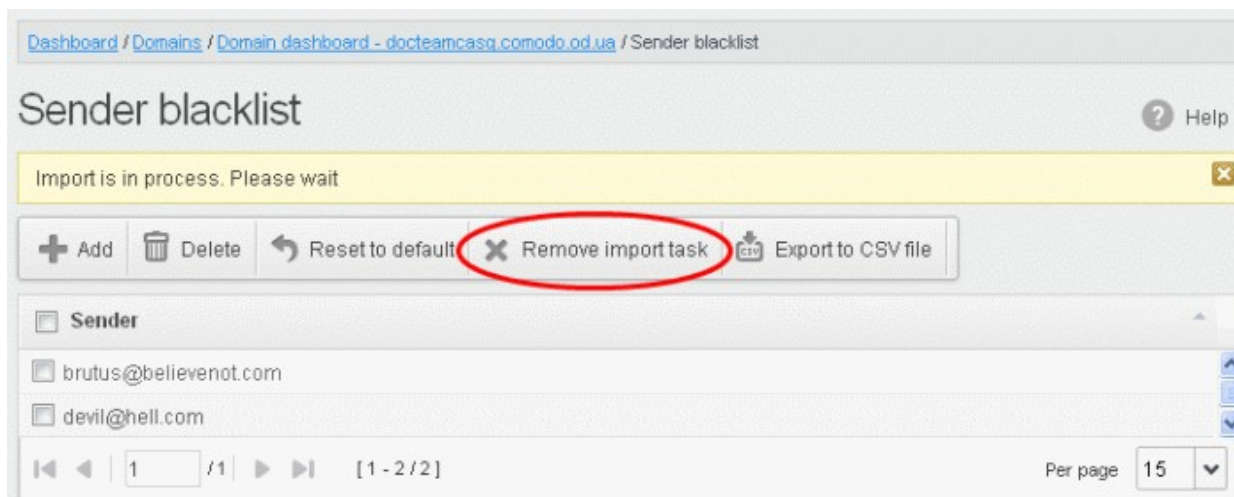 Dashboard / Domains / Domain dashboard - docteamcasg.comodo.od.ua / Sender blacklist
Sender blacklist
? Help
Import is in process. Please wait
Add Delete Reset to default Remove import task CSV Export to CSV file
Sender
brutus@believenot.com
devil@hell.com
1 /1 [ 1 - 2 / 2 ] Per page 15